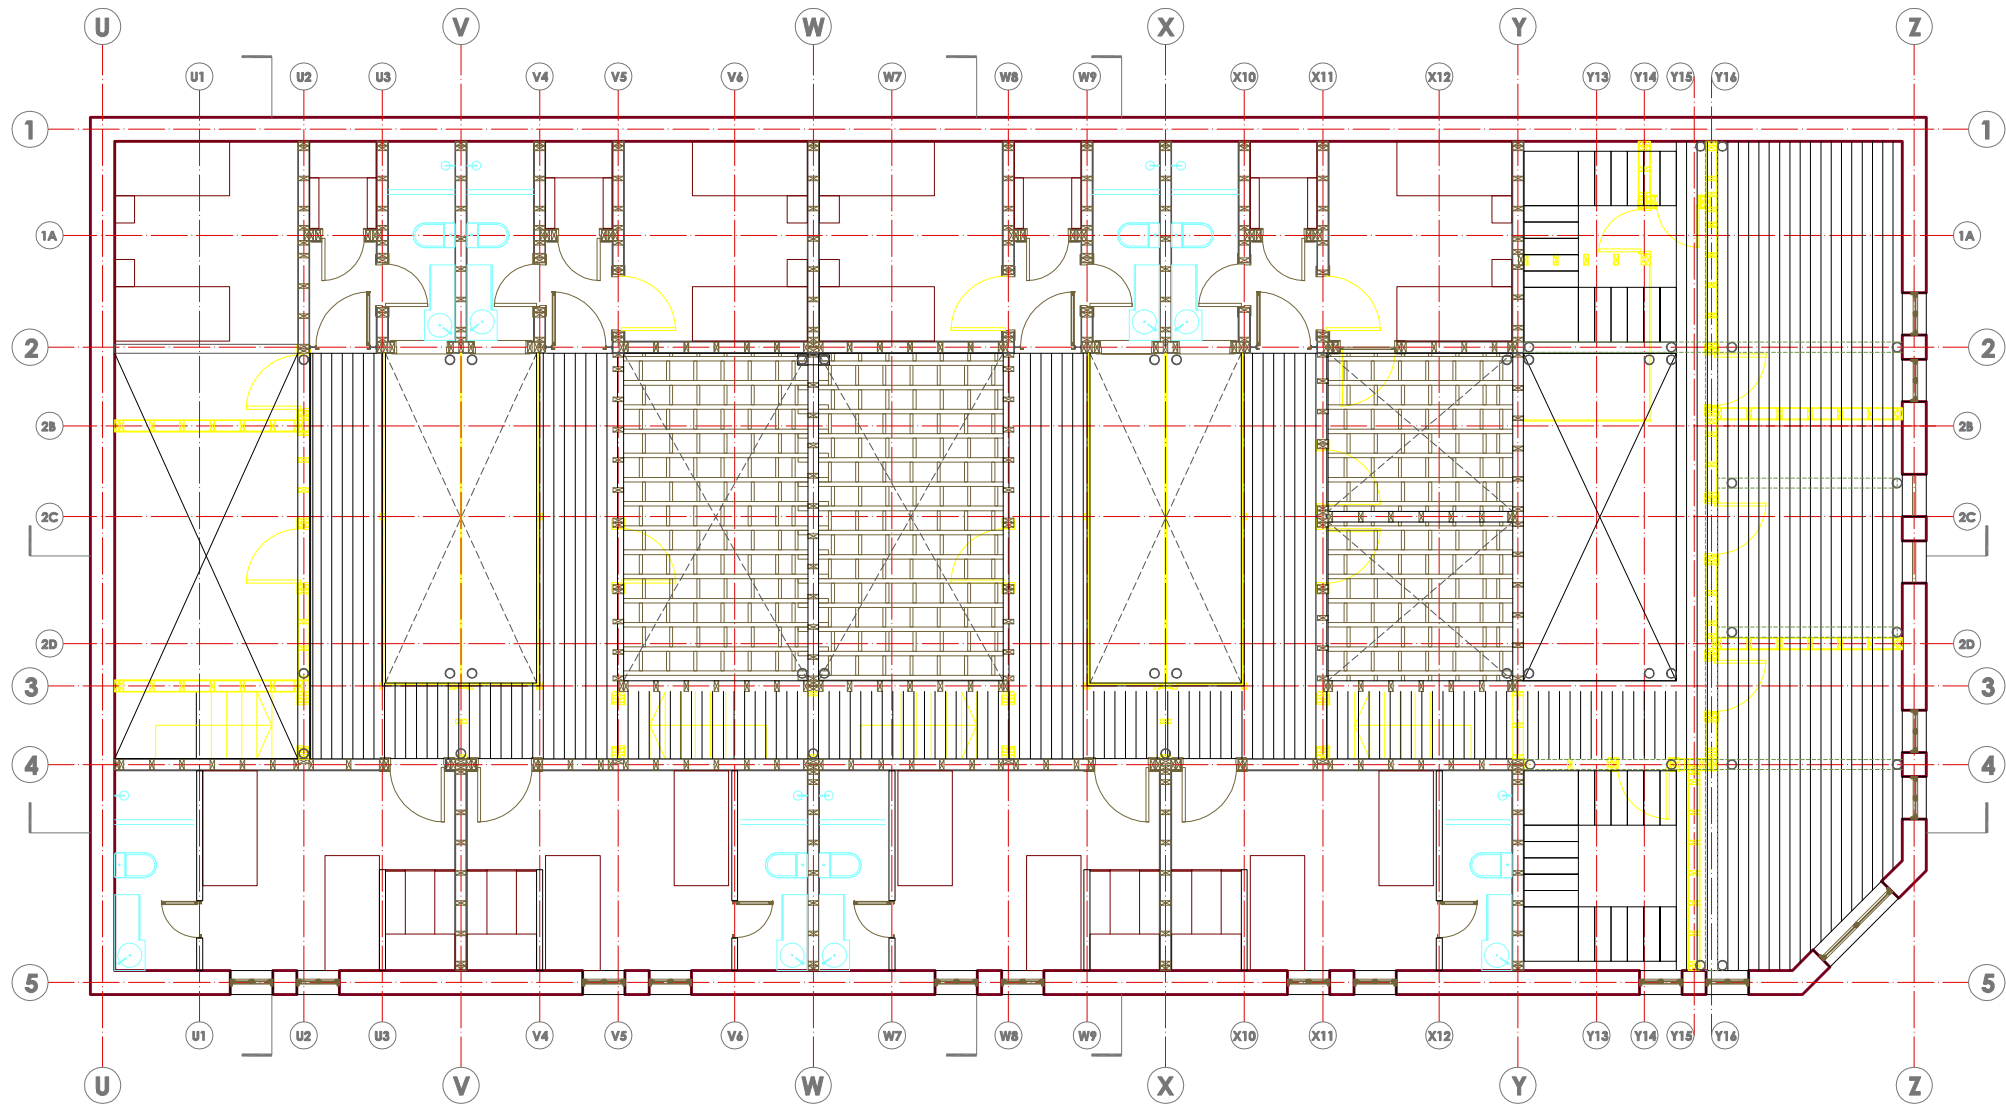 U V W X Y Z
U1 U2 U3 V4 V5 V6 W7 W8 W9 X10 X11 X12 Y13 Y14 Y15 Y16
1 1
1A 1A
2 2
2B 2B
2C 2C
2D 2D
3 3
4 4
5 5
U1 U2 U3 V4 V5 V6 W7 W8 W9 X10 X11 X12 Y13 Y14 Y15 Y16
U V W X Y Z